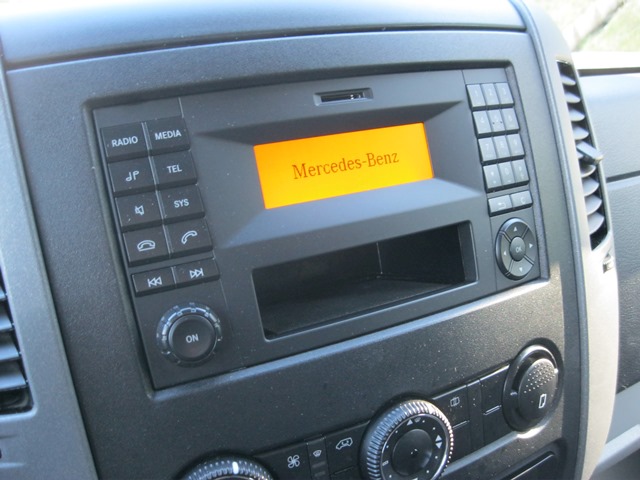 Mercedes-Benz
RADIO MEDIA
TEL
SYS
ON